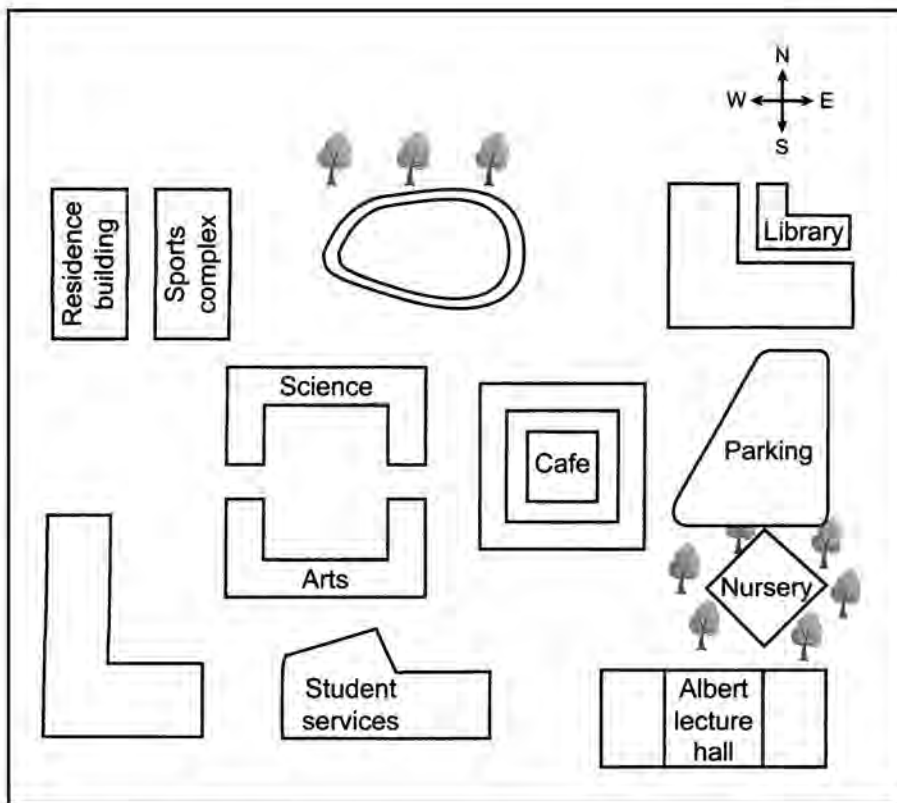 N
W E
S
Residence
building
Sports
complex
Library
Science
Cafe
Parking
Arts
Nursery
Student
services
Albert
lecture
hall